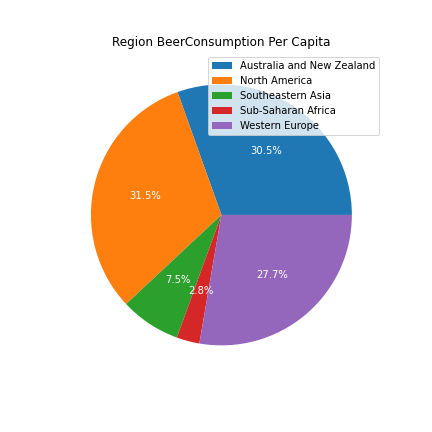 Region BeerConsumption Per Capita
Australia and New Zealand
North America
Southeastern Asia
Sub-Saharan Africa
Western Europe
30.5%
31.5%
7.5%
2.8%
27.7%